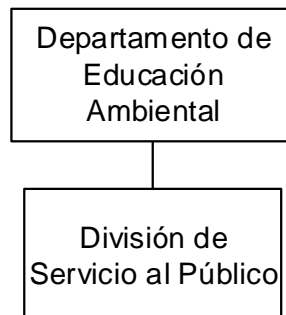 Departamento de
Educación
Ambiental
División de
Servicio al Público